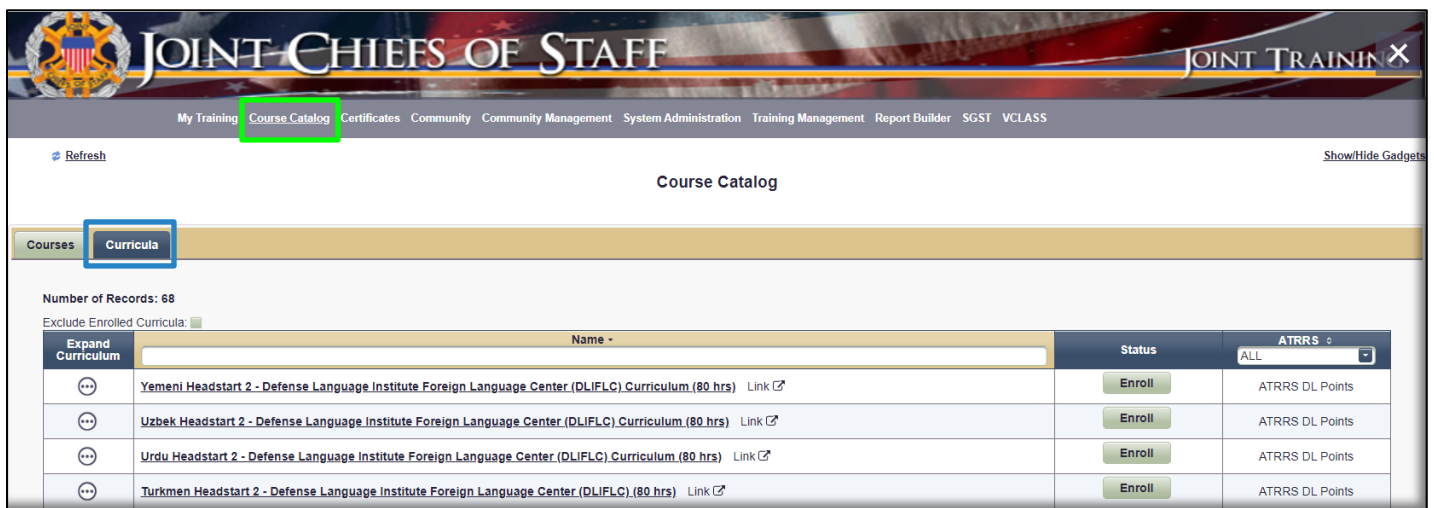 JOINT CHIEFS OF STAFF
JOINT TRAINING
My Training Course Catalog Certificates Community Community Management System Administration Training Management Report Builder SGST VCLASS
Refresh Show/Hide Gadgets
Course Catalog
Courses Curricula
Number of Records: 68
Exclude Enrolled Curricula:
Expand Curriculum Name Status ATRRS
ALL
Yemeni Headstart 2 - Defense Language Institute Foreign Language Center (DLIFLC) Curriculum (80 hrs) Link Enroll ATRRS DL Points
Uzbek Headstart 2 - Defense Language Institute Foreign Language Center (DLIFLC) Curriculum (80 hrs) Link Enroll ATRRS DL Points
Urdu Headstart 2 - Defense Language Institute Foreign Language Center (DLIFLC) Curriculum (80 hrs) Link Enroll ATRRS DL Points
Turkmen Headstart 2 - Defense Language Institute Foreign Language Center (DLIFLC) (80 hrs) Link Enroll ATRRS DL Points